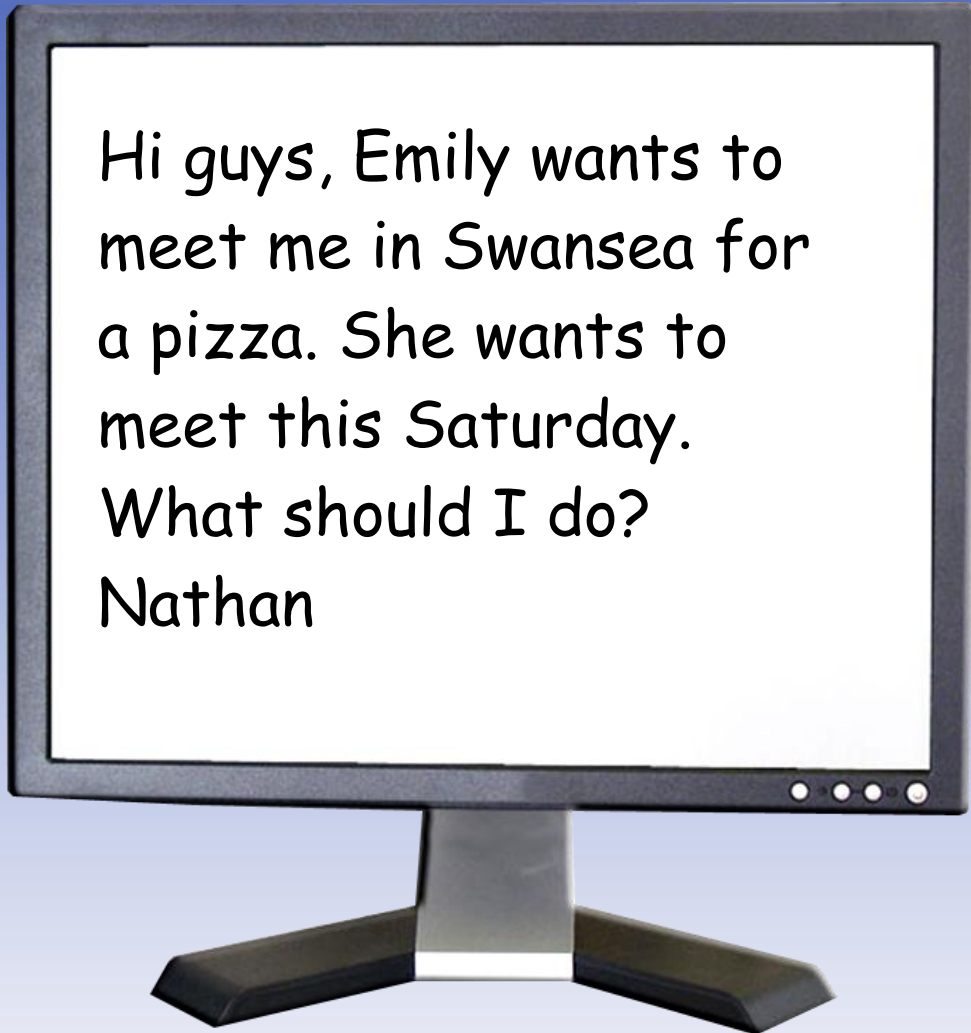 Hi guys, Emily wants to
meet me in Swansea for
a pizza. She wants to
meet this Saturday.
What should I do?
Nathan